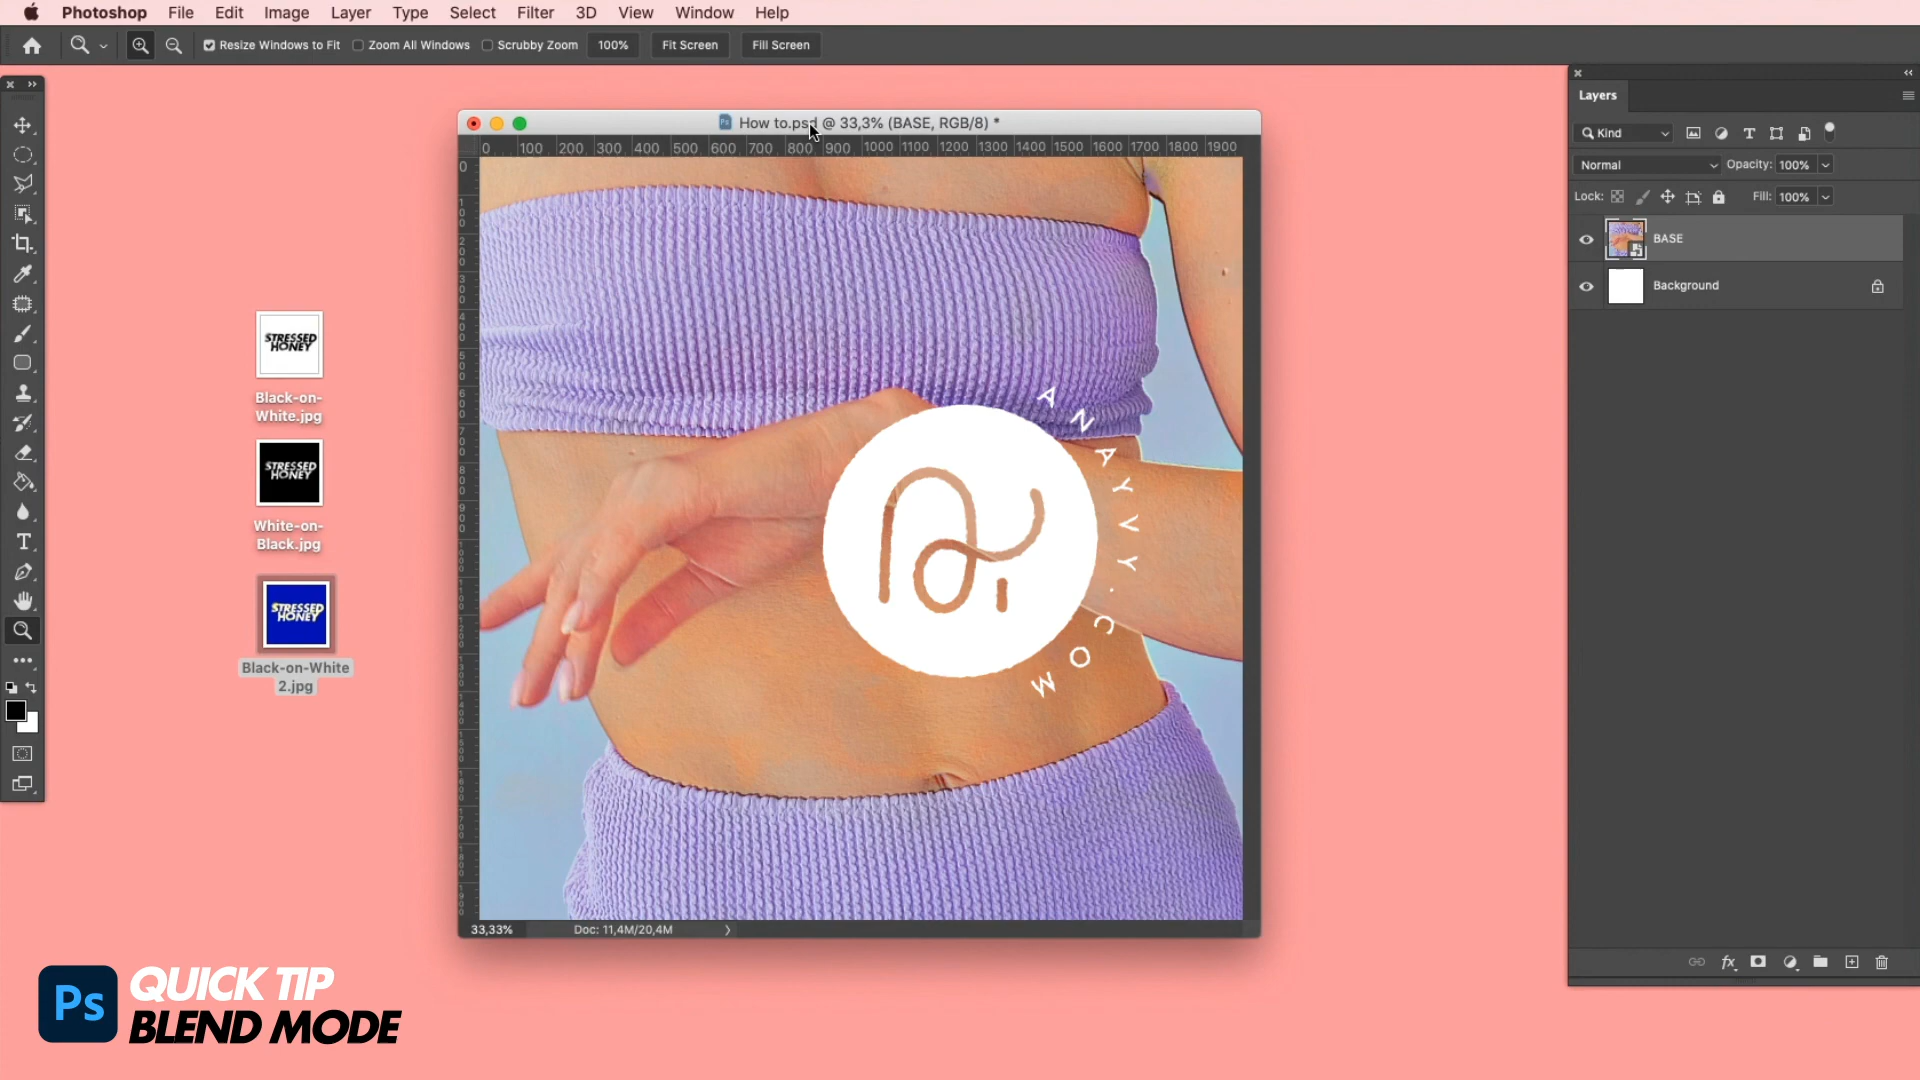 Photoshop File Edit Image Layer Type Select Filter 3D View Window Help
Resize Windows to Fit Zoom All Windows Scrubby Zoom 100% Fit Screen Fill Screen
Ps How to.psd @ 33,3% (BASE, RGB/8) *
0 100 200 300 400 500 600 700 800 900 1000 1100 1200 1300 1400 1500 1600 1700 1800 1900
STRESSED
HONEY
Black-on-
White.jpg
STRESSED
HONEY
White-on-
Black.jpg
STRESSED
HONEY
Black-on-White
2.jpg
ANAYVY.COM
33,33% Doc: 11,4M/20,4M
Layers
Kind
Normal Opacity: 100%
Lock: Fill: 100%
BASE
Background
fx
Ps
QUICK TIP
BLEND MODE